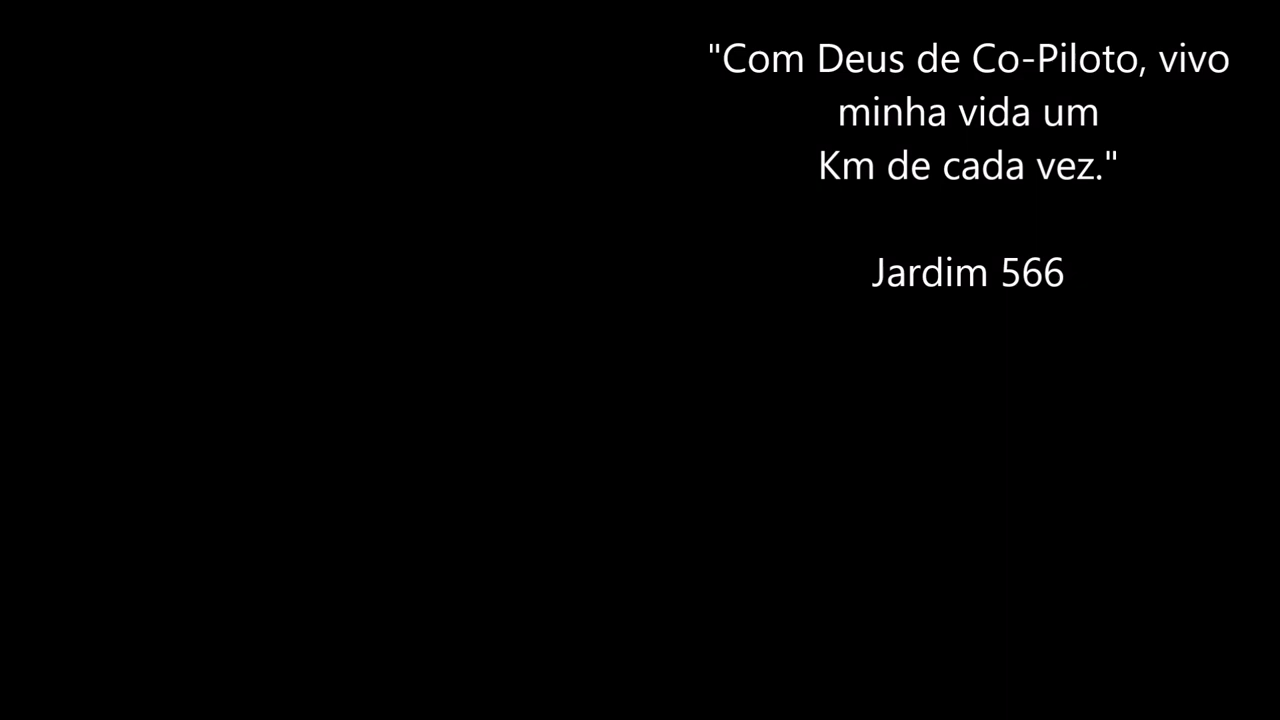 "Com Deus de Co-Piloto, vivo
minha vida um
Km de cada vez."
Jardim 566